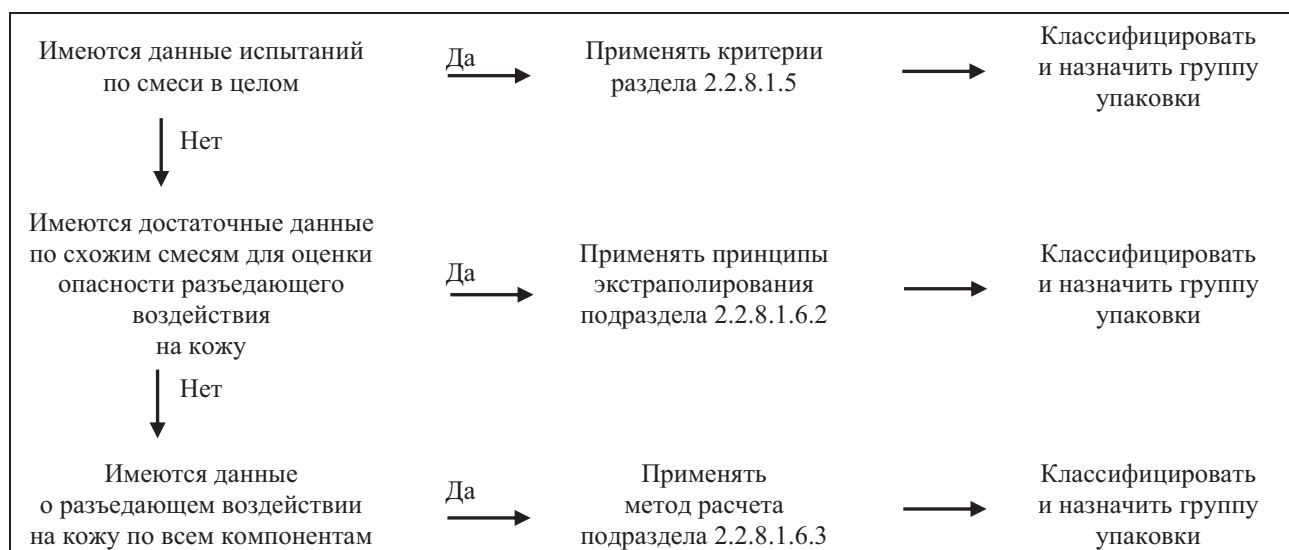 Имеются данные испытаний
по смеси в целом
Да
Применять критерии
раздела 2.2.8.1.5
Классифицировать
и назначить группу
упаковки
Нет
Имеются достаточные данные
по схожим смесям для оценки
опасности разъедающего
воздействия
на кожу
Да
Применять принципы
экстраполирования
подраздела 2.2.8.1.6.2
Классифицировать
и назначить группу
упаковки
Нет
Имеются данные
о разъедающем воздействии
на кожу по всем компонентам
Да
Применять
метод расчета
подраздела 2.2.8.1.6.3
Классифицировать
и назначить группу
упаковки